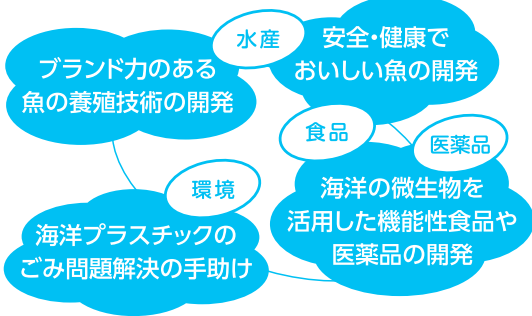 水産
ブランド力のある
魚の養殖技術の開発
安全・健康で
おいしい魚の開発
食品
医薬品
海洋の微生物を
活用した機能性食品や
医薬品の開発
環境
海洋プラスチックの
ごみ問題解決の手助け